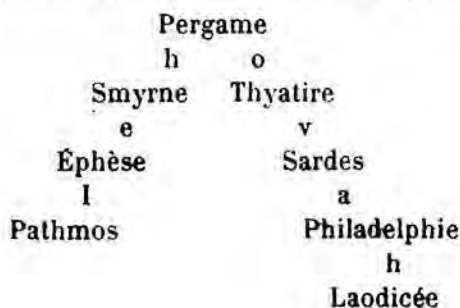 Pergame
h o
Smyrne Thyatire
e v
Éphèse Sardes
I a
Pathmos Philadelphie
h
Laodicée